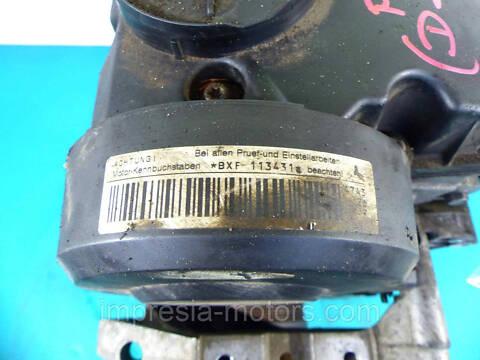 ACHTUNG! Bei allen Pruef-und Einstellarbeiten
Motor-Kennbuchstaben *BXF 113431* beachten!
impresia-motors.com